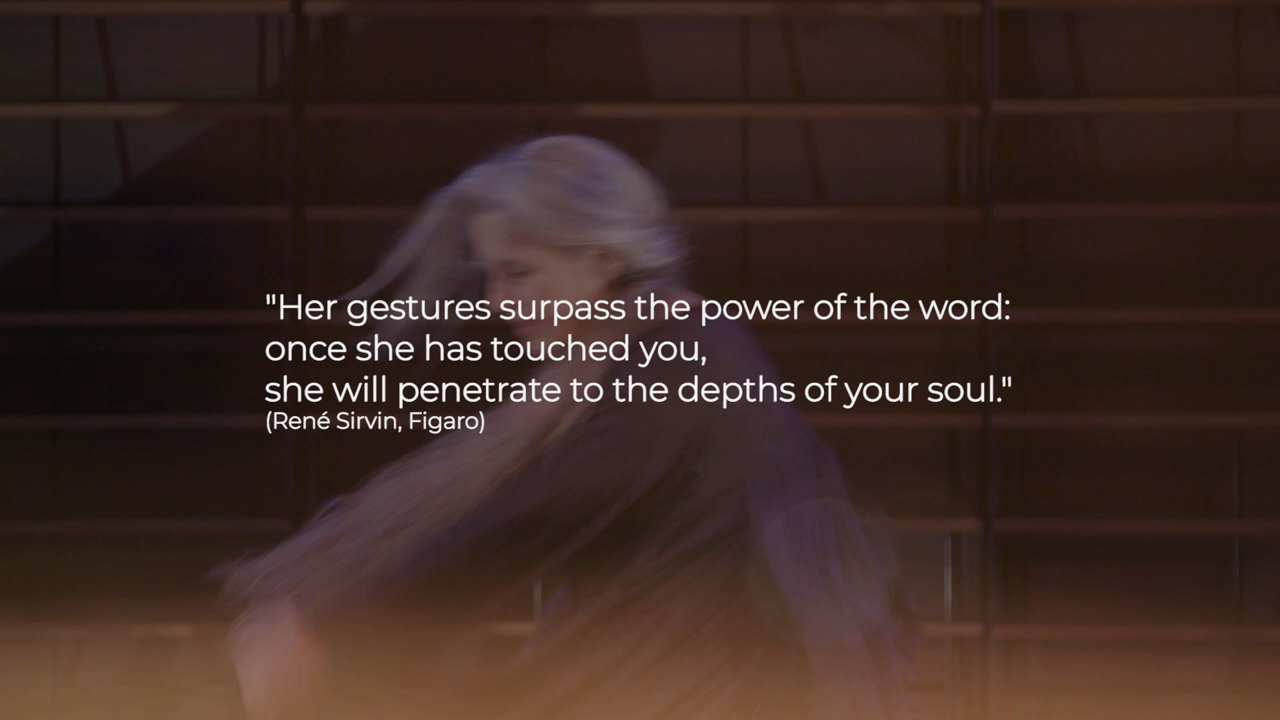 "Her gestures surpass the power of the word:
once she has touched you,
she will penetrate to the depths of your soul."
(René Sirvin, Figaro)